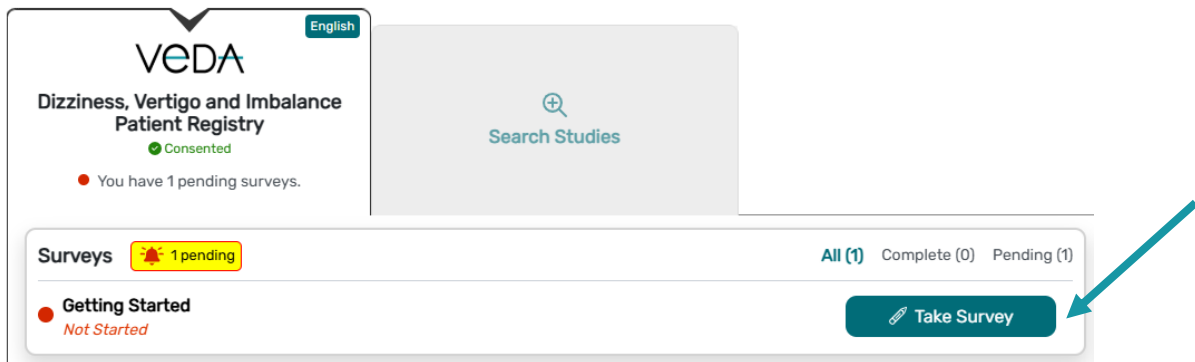 English
VEDA
Dizziness, Vertigo and Imbalance
Patient Registry
Consented
You have 1 pending surveys.
Search Studies
Surveys 1 pending All (1) Complete (0) Pending (1)
Getting Started
Not Started
Take Survey